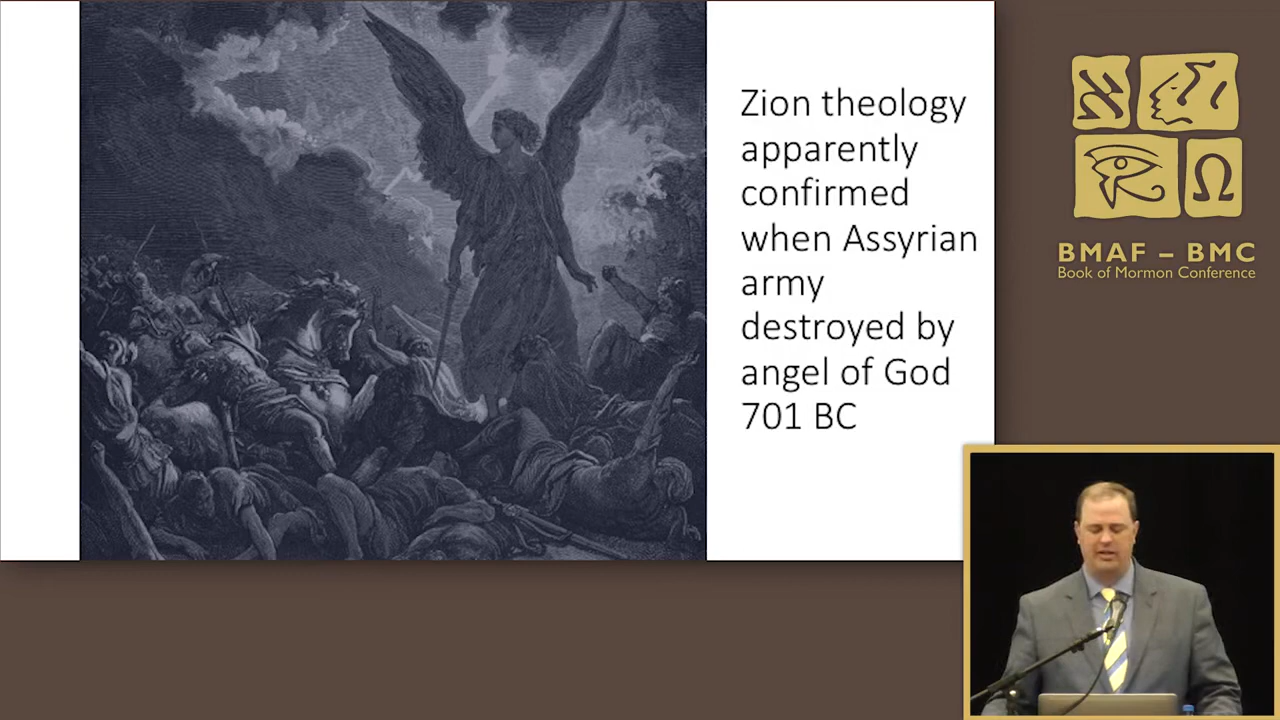 Zion theology
apparently
confirmed
when Assyrian
army
destroyed by
angel of God
701 BC
א
Ω
BMAF – BMC
Book of Mormon Conference